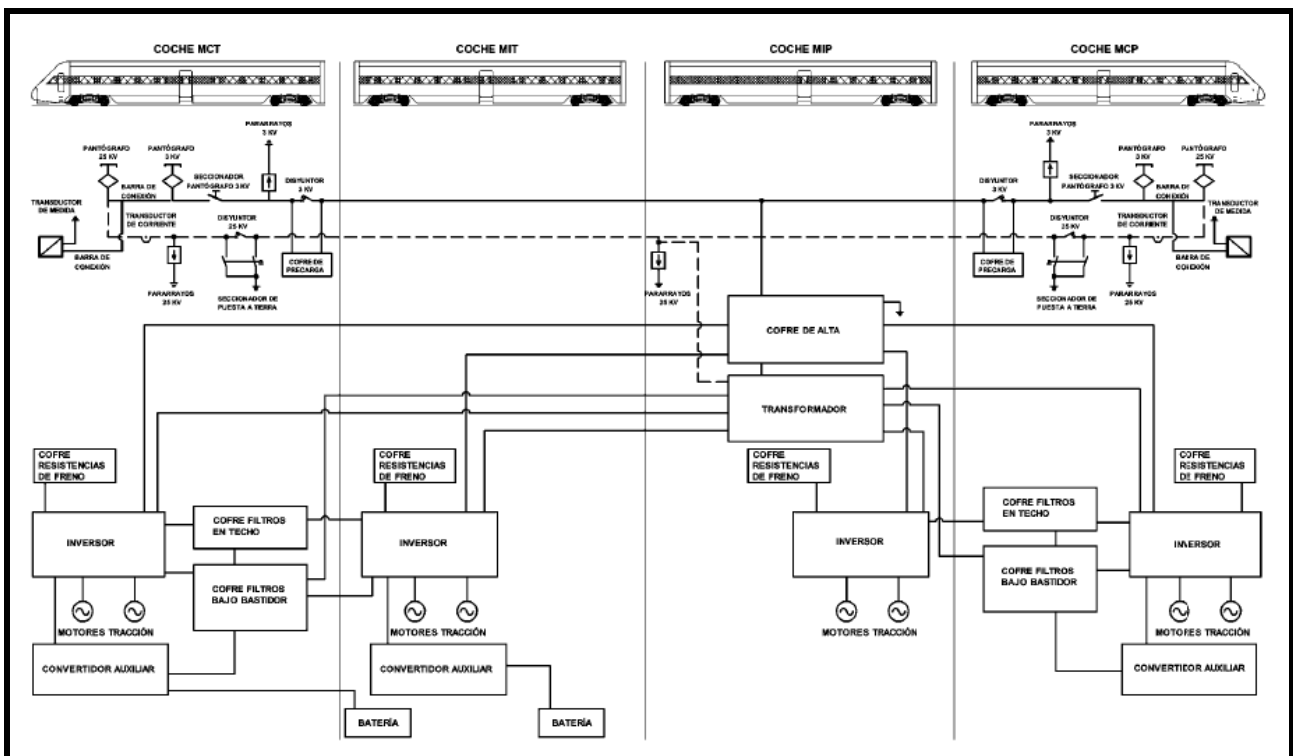 COCHE MCT
COCHE MIT
COCHE MIP
COCHE MCP
PARARRAYOS
3 KV
PANTÓGRAFO
25 KV
PANTÓGRAFO
3 KV
BARRA DE
CONEXIÓN
SECCIONADOR
PANTÓGRAFO 3 KV
DISYUNTOR
3 KV
TRANSDUCTOR
DE MEDIDA
TRANSDUCTOR
DE CORRIENTE
DISYUNTOR
25 KV
BARRA DE
CONEXIÓN
COFRE DE
PRECARGA
PARARRAYOS
25 KV
SECCIONADOR DE
PUESTA A TIERRA
PARARRAYOS
25 KV
PARARRAYOS
3 KV
DISYUNTOR
3 KV
SECCIONADOR
PANTÓGRAFO 3 KV
PANTÓGRAFO
3 KV
PANTÓGRAFO
25 KV
BARRA DE
CONEXIÓN
TRANSDUCTOR
DE MEDIDA
DISYUNTOR
25 KV
TRANSDUCTOR
DE CORRIENTE
COFRE DE
PRECARGA
BARRA DE
CONEXIÓN
SECCIONADOR DE
PUESTA A TIERRA
PARARRAYOS
25 KV
COFRE DE ALTA
TRANSFORMADOR
COFRE
RESISTENCIAS
DE FRENO
COFRE
RESISTENCIAS
DE FRENO
COFRE
RESISTENCIAS
DE FRENO
COFRE
RESISTENCIAS
DE FRENO
INVERSOR
COFRE FILTROS
EN TECHO
INVERSOR
INVERSOR
COFRE FILTROS
EN TECHO
INVERSOR
COFRE FILTROS
BAJO BASTIDOR
COFRE FILTROS
BAJO BASTIDOR
MOTORES TRACCIÓN
MOTORES TRACCIÓN
MOTORES TRACCIÓN
MOTORES TRACCIÓN
CONVERTIDOR AUXILIAR
CONVERTIDOR AUXILIAR
CONVERTIDOR AUXILIAR
BATERÍA
BATERÍA